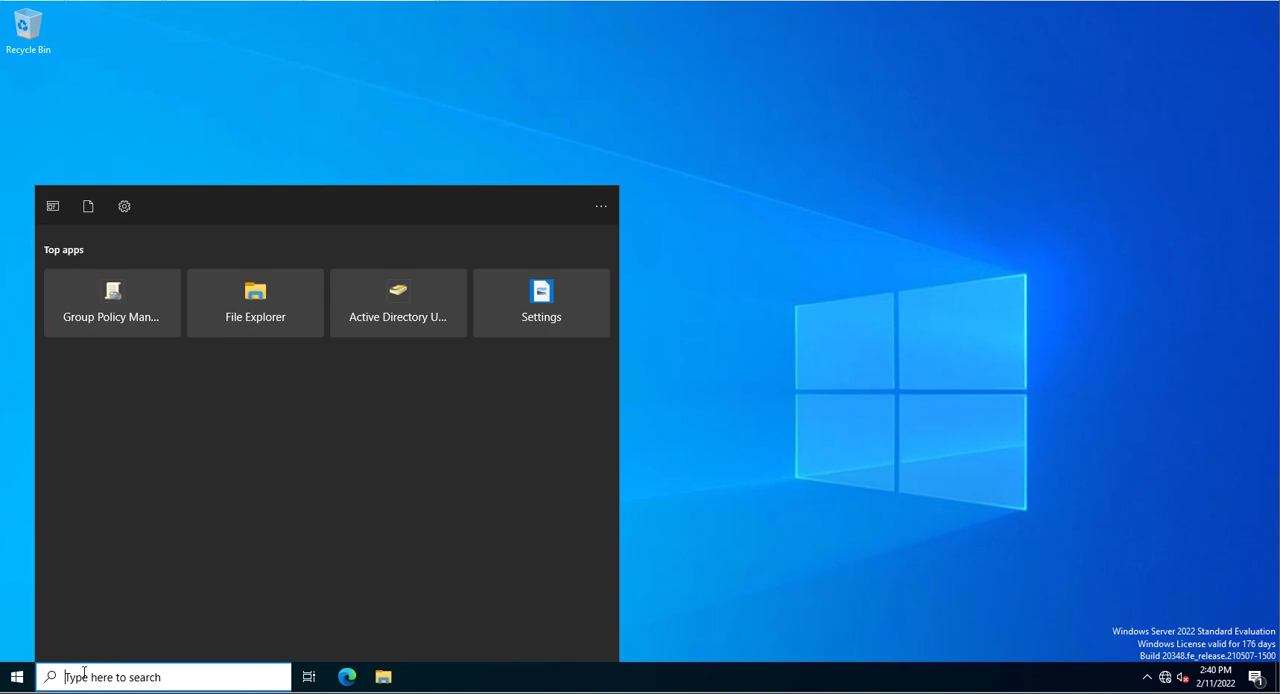 Recycle Bin
Top apps
Group Policy Man...
File Explorer
Active Directory U...
Settings
Windows Server 2022 Standard Evaluation
Windows License valid for 176 days
Build 20348.fe_release.210507-1500
Type here to search
2:40 PM
2/11/2022
1